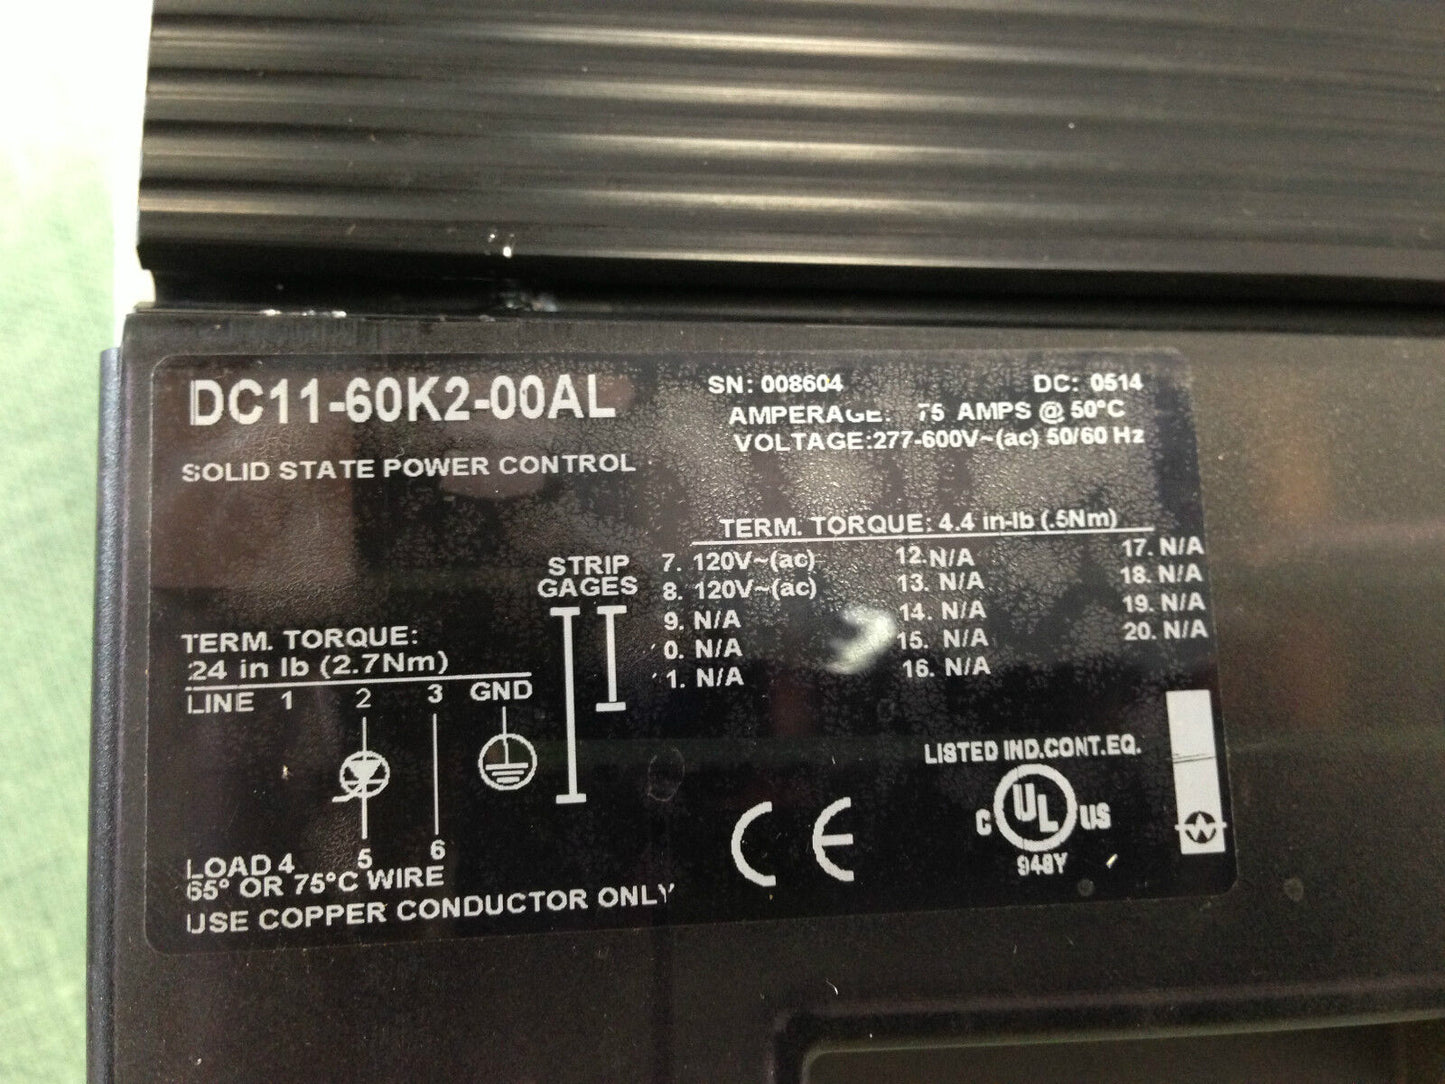 DC11-60K2-00AL
SN: 008604 DC: 0514
AMPERAGE: 75 AMPS @ 50°C
VOLTAGE:277-600V~(ac) 50/60 Hz
SOLID STATE POWER CONTROL
TERM. TORQUE: 4.4 in-lb (.5Nm)
STRIP
GAGES
7. 120V~(ac)
8. 120V~(ac)
9. N/A
0. N/A
1. N/A
12. N/A
13. N/A
14. N/A
15. N/A
16. N/A
17. N/A
18. N/A
19. N/A
20. N/A
TERM. TORQUE:
24 in lb (2.7Nm)
LINE 1 2 3 GND
LOAD 4 5 6
65° OR 75°C WIRE
USE COPPER CONDUCTOR ONLY
LISTED IND.CONT.EQ.
CE
C UL US
948Y
W